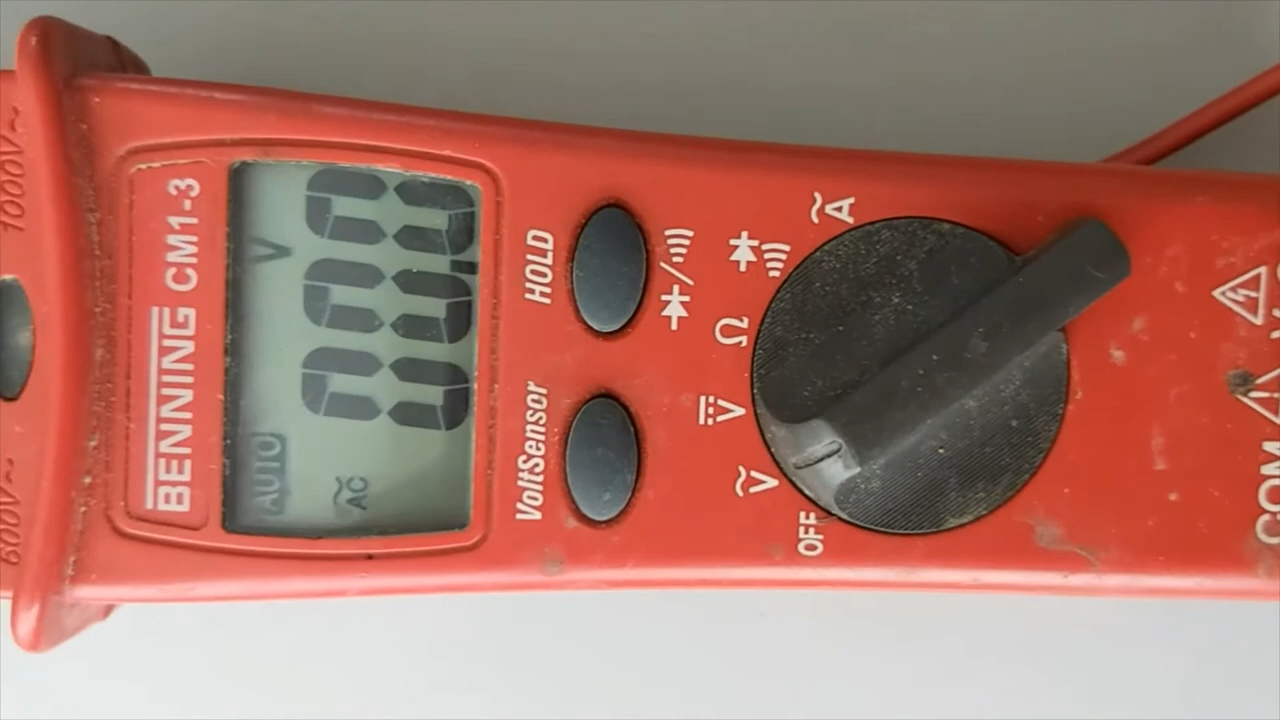 600V~ 1000V~
BENNING CM1-3
AUTO V
AC
00.0
VoltSensor HOLD
OFF
V
V
Ω
A
COM